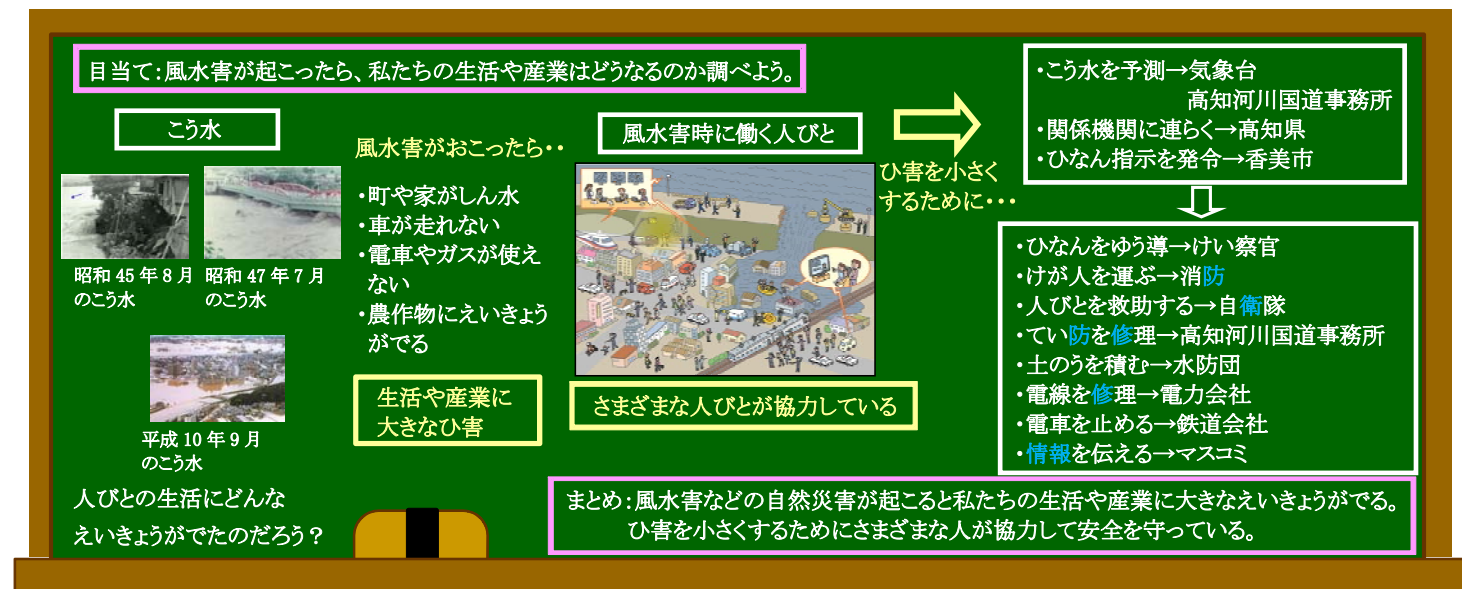 目当て：風水害が起こったら、私たちの生活や産業はどうなるのか調べよう。
こう水
昭和 45 年 8 月
のこう水
昭和 47 年 7 月
のこう水
平成 10 年 9 月
のこう水
人びとの生活にどんな
えいきょうがでたのだろう？
風水害がおこったら・・
・町や家がしん水
・車が走れない
・電車やガスが使え
ない
・農作物にえいきょう
がでる
生活や産業に
大きなひ害
風水害時に働く人びと
さまざまな人びとが協力している
ひ害を小さく
するために・・・
・こう水を予測→気象台
高知河川国道事務所
・関係機関に連らく→高知県
・ひなん指示を発令→香美市
・ひなんをゆう導→けい察官
・けが人を運ぶ→消防
・人びとを救助する→自衛隊
・てい防を修理→高知河川国道事務所
・土のうを積む→水防団
・電線を修理→電力会社
・電車を止める→鉄道会社
・情報を伝える→マスコミ
まとめ：風水害などの自然災害が起こると私たちの生活や産業に大きなえいきょうがでる。
ひ害を小さくするためにさまざまな人が協力して安全を守っている。